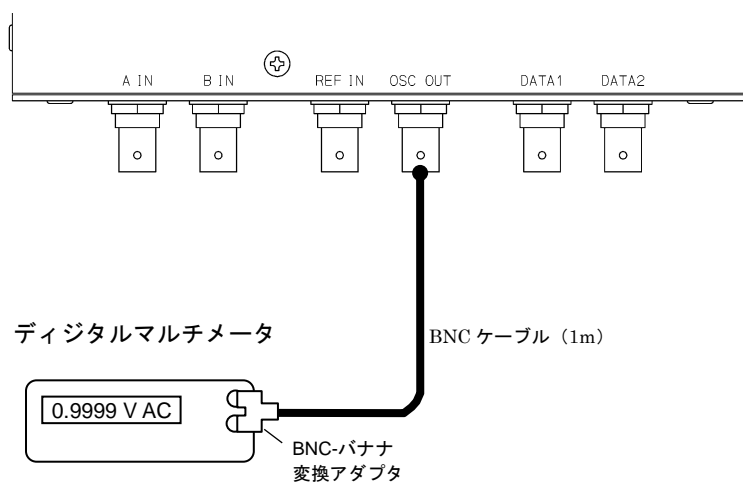 A IN B IN REF IN OSC OUT DATA1 DATA2
ディジタルマルチメータ
BNC ケーブル（1m）
0.9999 V AC
BNC-バナナ
変換アダプタ